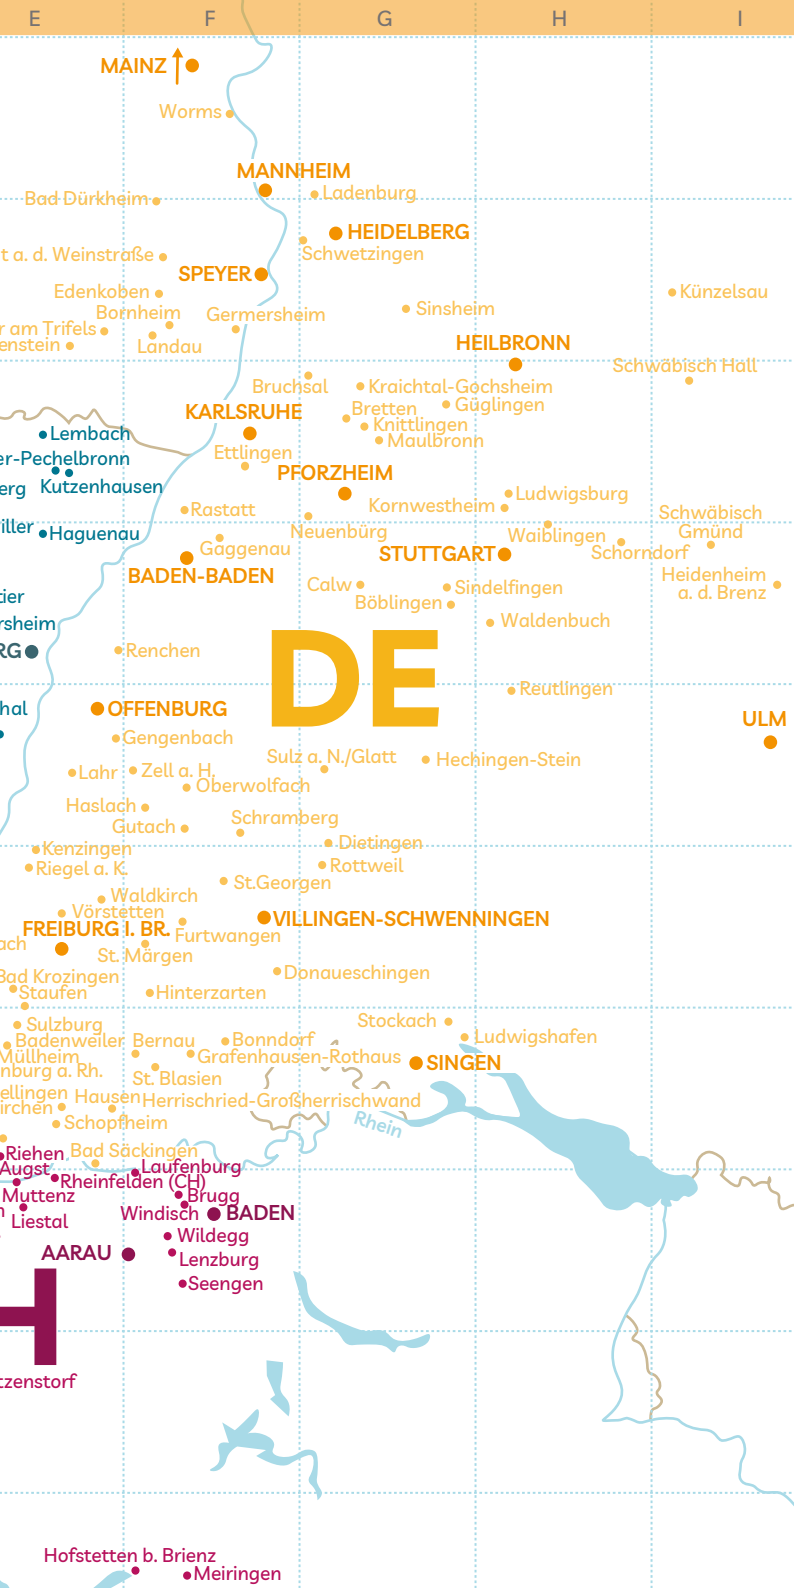 E F G H I
MAINZ
Worms
MANNHEIM
Bad Dürkheim
Ladenburg
HEIDELBERG
t a. d. Weinstraße
Schwetzingen
SPEYER
Edenkoben
Künzelsau
Bornheim
Germersheim
Sinsheim
r am Trifels
enstein
Landau
HEILBRONN
Schwäbisch Hall
Bruchsal
Kraichtal-Gochsheim
Güglingen
KARLSRUHE
Bretten
Knittlingen
Lembach
Maulbronn
Ettlingen
er-Pechelbronn
PFORZHEIM
erg
Kutzenhausen
Ludwigsburg
Kornwestheim
Rastatt
Schwäbisch
Gmünd
iller
Haguenau
Neuenbürg
Waiblingen
Gaggenau
STUTTGART
Schorndorf
BADEN-BADEN
Heidenheim
a. d. Brenz
Calw
Sindelfingen
tier
Böblingen
rsheim
Waldenbuch
RG
Renchen
DE
Reutlingen
hal
OFFENBURG
ULM
Gengenbach
Sulz a. N./Glatt
Hechingen-Stein
Lahr
Zell a. H.
Oberwolfach
Haslach
Schramberg
Gutach
Dietingen
Kenzingen
Riegel a. K.
Rottweil
St.Georgen
Waldkirch
Vörstetten
VILLINGEN-SCHWENNINGEN
FREIBURG I. BR.
Furtwangen
ach
St. Märgen
Bad Krozingen
Donaueschingen
Staufen
Hinterzarten
Stockach
Sulzburg
Ludwigshafen
Badenweiler
Bernau
Bonndorf
Müllheim
Grafenhausen-Rothaus
SINGEN
nburg a. Rh.
St. Blasien
ellingen
Hausen
Herrischried-Großherrischwand
irchen
Schopfheim
Rhein
Riehen
Bad Säckingen
Augst
Laufenburg
Rheinfelden (CH)
Muttenz
Brugg
n
Liestal
Windisch
BADEN
Wildegg
AARAU
Lenzburg
Seengen
H
tzenstorf
Hofstetten b. Brienz
Meiringen